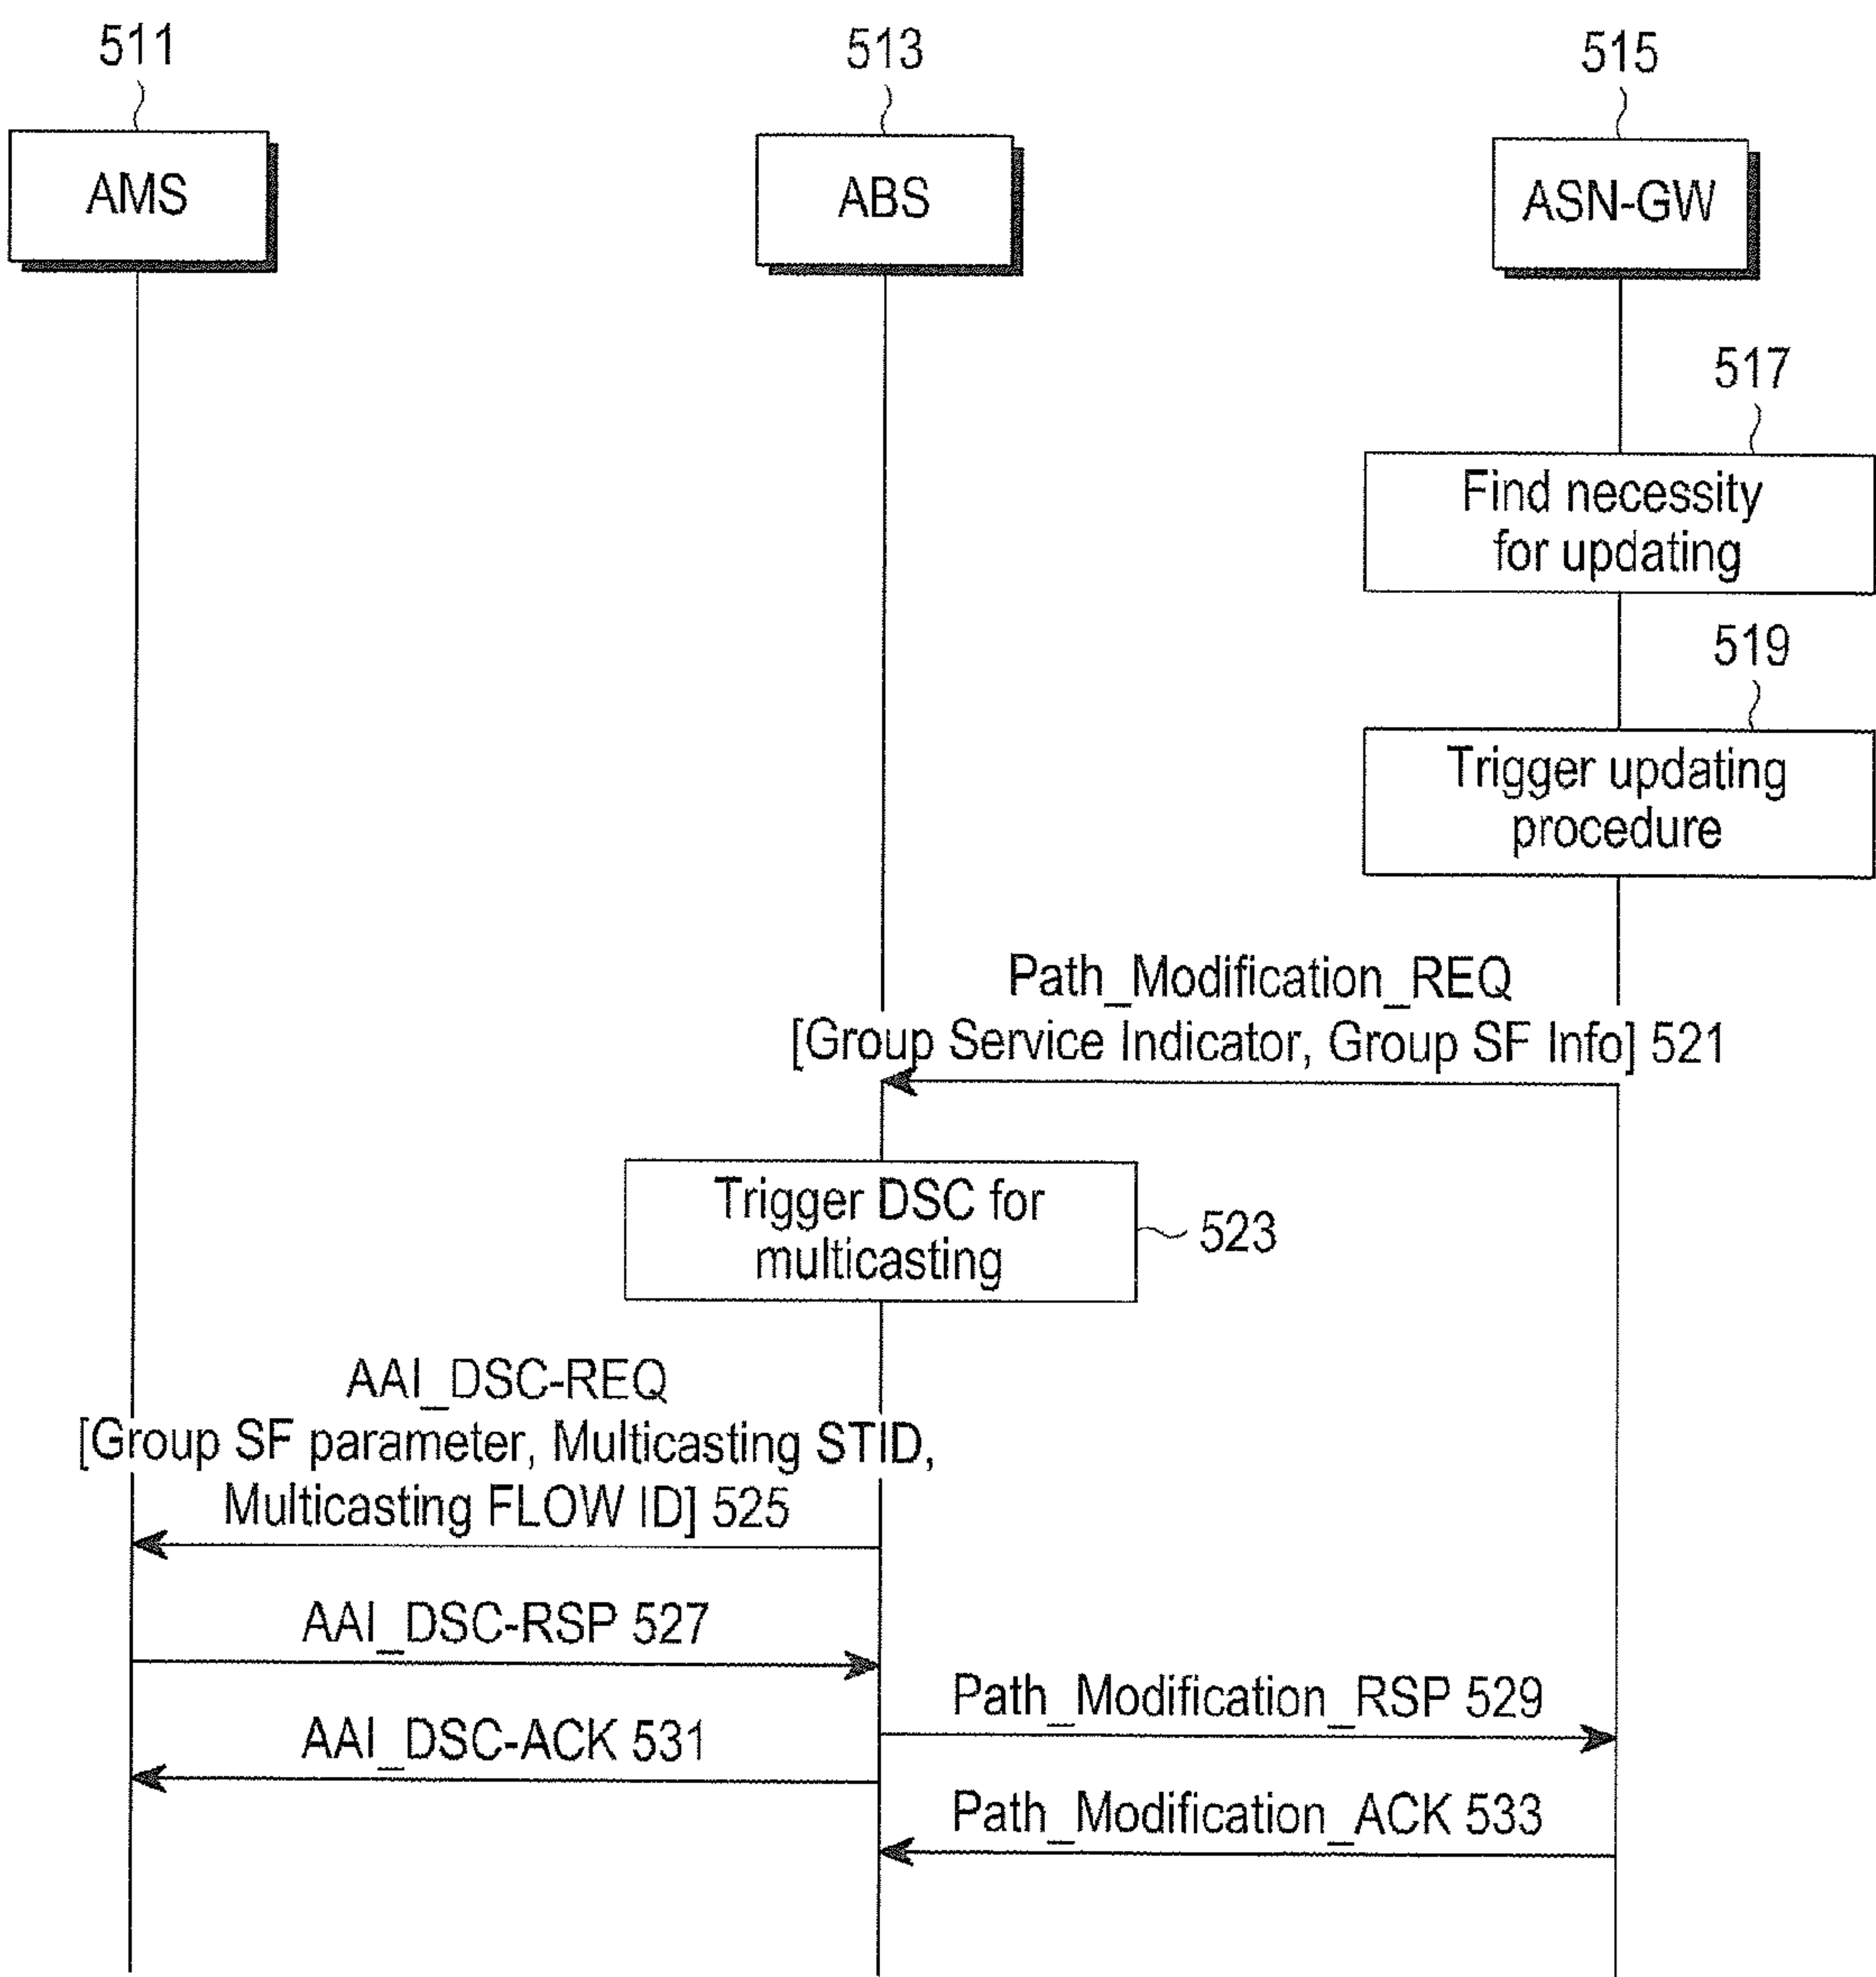 511
513
515
AMS
ABS
ASN-GW
517
Find necessity
for updating
519
Trigger updating
procedure
Path_Modification_REQ
[Group Service Indicator, Group SF Info] 521
Trigger DSC for
multicasting
523
AAI_DSC-REQ
[Group SF parameter, Multicasting STID,
Multicasting FLOW ID] 525
AAI_DSC-RSP 527
Path_Modification_RSP 529
AAI_DSC-ACK 531
Path_Modification_ACK 533